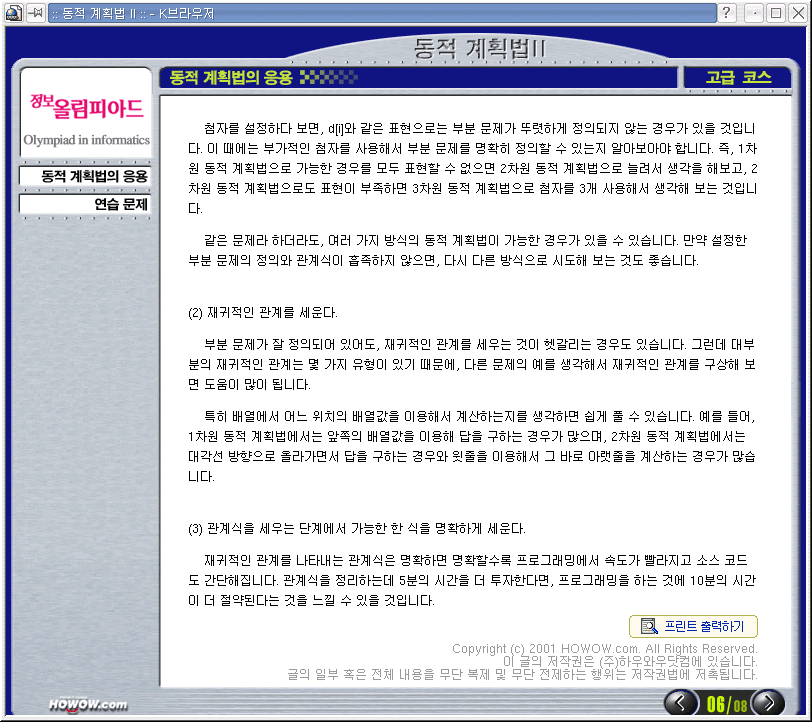 :: 동적 계획법 II :: - K브라우저
동적 계획법II
동적 계획법의 응용
고급 코스
정보올림피아드
Olympiad in informatics
동적 계획법의 응용
연습 문제
첨자를 설정하다 보면, d[i]와 같은 표현으로는 부분 문제가 뚜렷하게 정의되지 않는 경우가 있을 것입니
다. 이 때에는 부가적인 첨자를 사용해서 부분 문제를 명확히 정의할 수 있는지 알아보아야 합니다. 즉, 1차
원 동적 계획법으로 가능한 경우를 모두 표현할 수 없으면 2차원 동적 계획법으로 늘려서 생각을 해보고, 2
차원 동적 계획법으로도 표현이 부족하면 3차원 동적 계획법으로 첨자를 3개 사용해서 생각해 보는 것입니
다.
같은 문제라 하더라도, 여러 가지 방식의 동적 계획법이 가능한 경우가 있을 수 있습니다. 만약 설정한
부분 문제의 정의와 관계식이 흡족하지 않으면, 다시 다른 방식으로 시도해 보는 것도 좋습니다.
(2) 재귀적인 관계를 세운다.
부분 문제가 잘 정의되어 있어도, 재귀적인 관계를 세우는 것이 헷갈리는 경우도 있습니다. 그런데 대부
분의 재귀적인 관계는 몇 가지 유형이 있기 때문에, 다른 문제의 예를 생각해서 재귀적인 관계를 구상해 보
면 도움이 많이 됩니다.
특히 배열에서 어느 위치의 배열값을 이용해서 계산하는지를 생각하면 쉽게 풀 수 있습니다. 예를 들어,
1차원 동적 계획법에서는 앞쪽의 배열값을 이용해 답을 구하는 경우가 많으며, 2차원 동적 계획법에서는
대각선 방향으로 올라가면서 답을 구하는 경우와 윗줄을 이용해서 그 바로 아랫줄을 계산하는 경우가 많습
니다.
(3) 관계식을 세우는 단계에서 가능한 한 식을 명확하게 세운다.
재귀적인 관계를 나타내는 관계식은 명확하면 명확할수록 프로그래밍에서 속도가 빨라지고 소스 코드
도 간단해집니다. 관계식을 정리하는데 5분의 시간을 더 투자한다면, 프로그래밍을 하는 것에 10분의 시간
이 더 절약된다는 것을 느낄 수 있을 것입니다.
프린트 출력하기
Copyright (c) 2001 HOWOW.com. All Rights Reserved.
이 글의 저작권은 (주)하우와우닷컴에 있습니다.
글의 일부 혹은 전체 내용을 무단 복제 및 무단 전제하는 행위는 저작권법에 저촉됩니다.
HOWOW.com
06/08